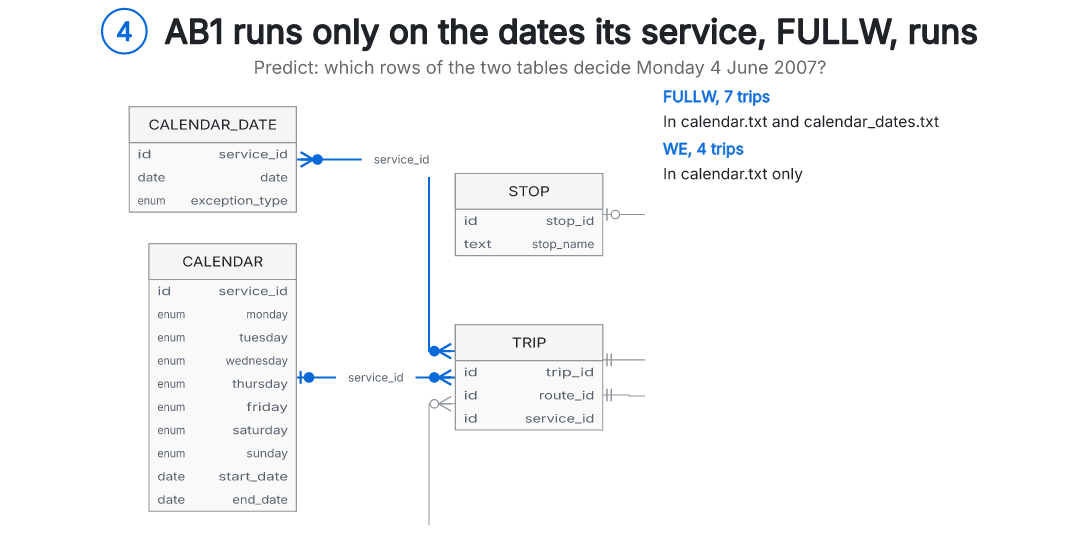 4 AB1 runs only on the dates its service, FULLW, runs
Predict: which rows of the two tables decide Monday 4 June 2007?
FULLW, 7 trips
In calendar.txt and calendar_dates.txt
WE, 4 trips
In calendar.txt only
CALENDAR_DATE
id service_id
date date
enum exception_type
service_id
STOP
id stop_id
text stop_name
CALENDAR
id service_id
enum monday
enum tuesday
enum wednesday
enum thursday
enum friday
enum saturday
enum sunday
date start_date
date end_date
service_id
TRIP
id trip_id
id route_id
id service_id